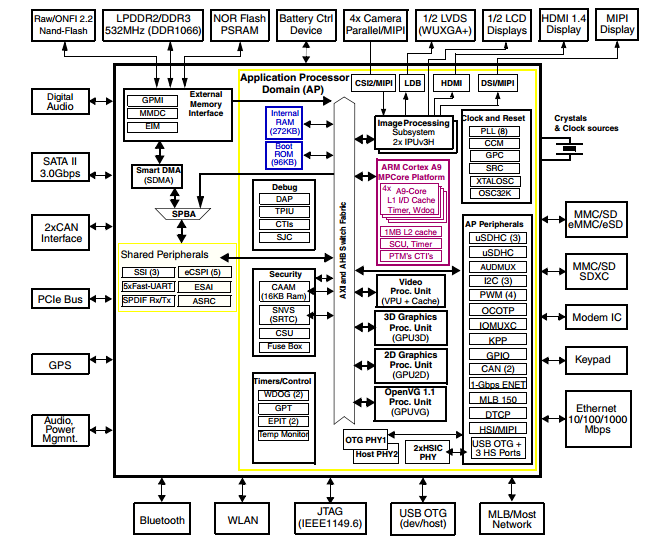 Raw/ONFI 2.2
Nand-Flash
LPDDR2/DDR3
532MHz (DDR1066)
NOR Flash
PSRAM
Battery Ctrl
Device
4x Camera
Parallel/MIPI
1/2 LVDS
(WUXGA+)
1/2 LCD
Displays
HDMI 1.4
Display
MIPI
Display
Digital
Audio
SATA II
3.0Gbps
2xCAN
Interface
PCIe Bus
GPS
Audio,
Power
Mgmnt.
External
Memory
Interface
GPMI
MMDC
EIM
Smart DMA
(SDMA)
SPBA
Shared Peripherals
SSI (3)
eCSPI (5)
5xFast-UART
ESAI
SPDIF Rx/Tx
ASRC
Application Processor
Domain (AP)
Internal
RAM
(272KB)
Boot
ROM
(96KB)
Debug
DAP
TPIU
CTIs
SJC
Security
CAAM
(16KB Ram)
SNVS
(SRTC)
CSU
Fuse Box
Timers/Control
WDOG (2)
GPT
EPIT (2)
Temp Monitor
AXI and AHB Switch Fabric
CSI2/MIPI
LDB
HDMI
DSI/MIPI
Image Processing
Subsystem
2x IPUv3H
ARM Cortex A9
MPCore Platform
4x
A9-Core
L1 I/D Cache
Timer, Wdog
1MB L2 cache
SCU, Timer
PTM's CTI's
Video
Proc. Unit
(VPU + Cache)
3D Graphics
Proc. Unit
(GPU3D)
2D Graphics
Proc. Unit
(GPU2D)
OpenVG 1.1
Proc. Unit
(GPUVG)
OTG PHY1
Host PHY2
2xHSIC
PHY
Clock and Reset
PLL (8)
CCM
GPC
SRC
XTALOSC
OSC32K
AP Peripherals
uSDHC (3)
uSDHC
AUDMUX
I2C (3)
PWM (4)
OCOTP
IOMUXC
KPP
GPIO
CAN (2)
1-Gbps ENET
MLB 150
DTCP
HSI/MIPI
USB OTG +
3 HS Ports
Crystals
& Clock sources
MMC/SD
eMMC/eSD
MMC/SD
SDXC
Modem IC
Keypad
Ethernet
10/100/1000
Mbps
Bluetooth
WLAN
JTAG
(IEEE1149.6)
USB OTG
(dev/host)
MLB/Most
Network